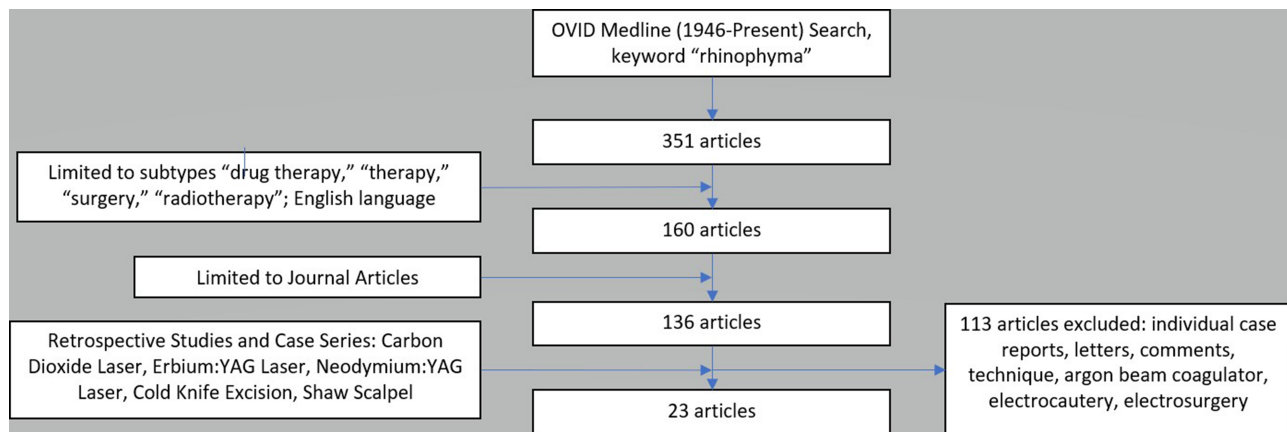 OVID Medline (1946-Present) Search,
keyword “rhinophyma”
351 articles
Limited to subtypes “drug therapy,” “therapy,”
“surgery,” “radiotherapy”; English language
160 articles
Limited to Journal Articles
136 articles
Retrospective Studies and Case Series: Carbon
Dioxide Laser, Erbium:YAG Laser, Neodymium:YAG
Laser, Cold Knife Excision, Shaw Scalpel
113 articles excluded: individual case
reports, letters, comments,
technique, argon beam coagulator,
electrocautery, electrosurgery
23 articles